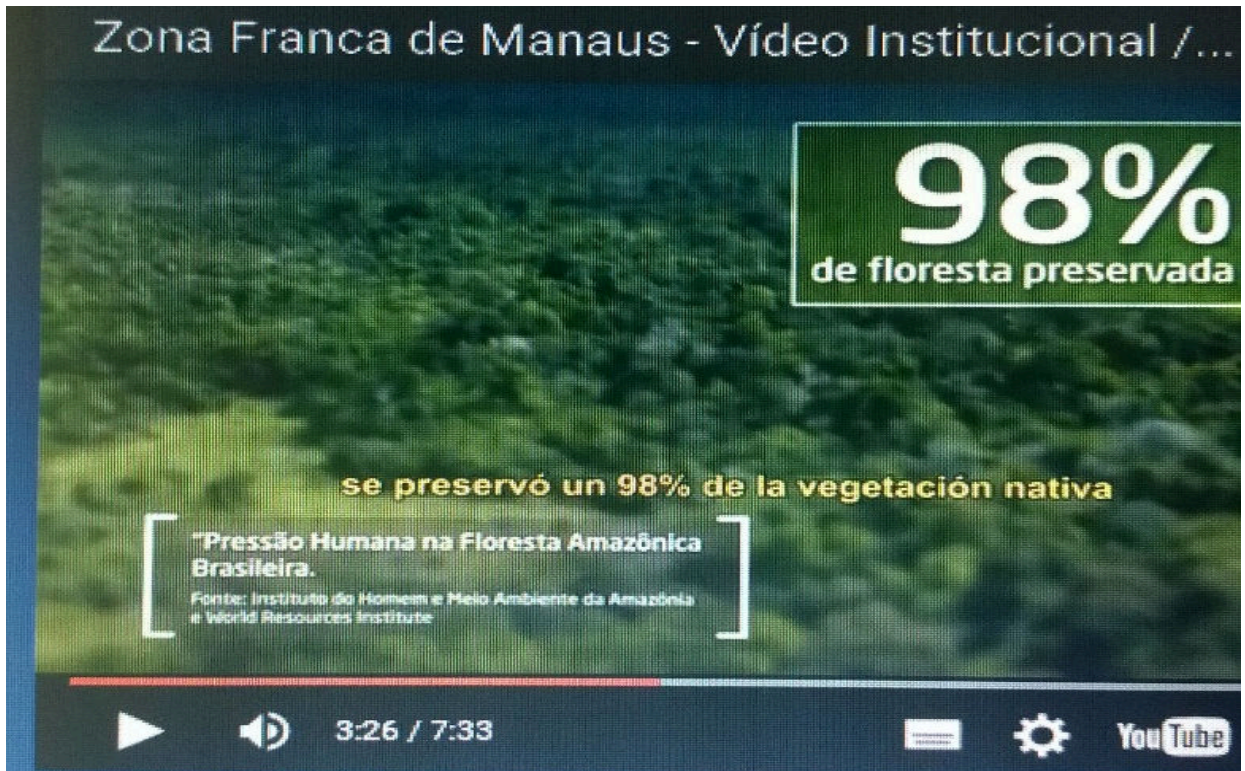 Zona Franca de Manaus - Vídeo Institucional /...
98%
de floresta preservada
se preservó un 98% de la vegetación nativa
"Pressão Humana na Floresta Amazônica
Brasileira.
Fonte: Instituto do Homem e Meio Ambiente da Amazônia
e World Resources Institute
3:26 / 7:33
YouTube